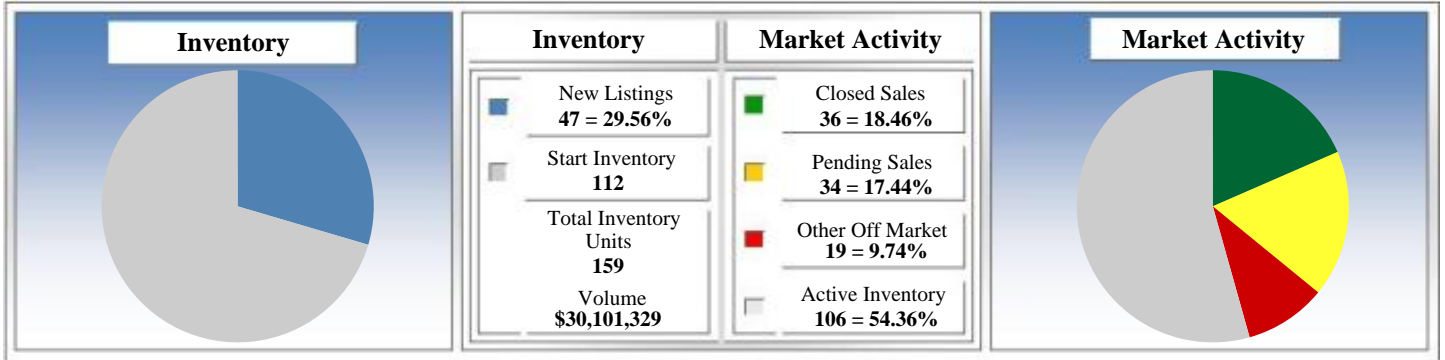 Inventory
Inventory
Market Activity
New Listings
47 = 29.56%
Start Inventory
112
Total Inventory
Units
159
Volume
$30,101,329
Closed Sales
36 = 18.46%
Pending Sales
34 = 17.44%
Other Off Market
19 = 9.74%
Active Inventory
106 = 54.36%
Market Activity